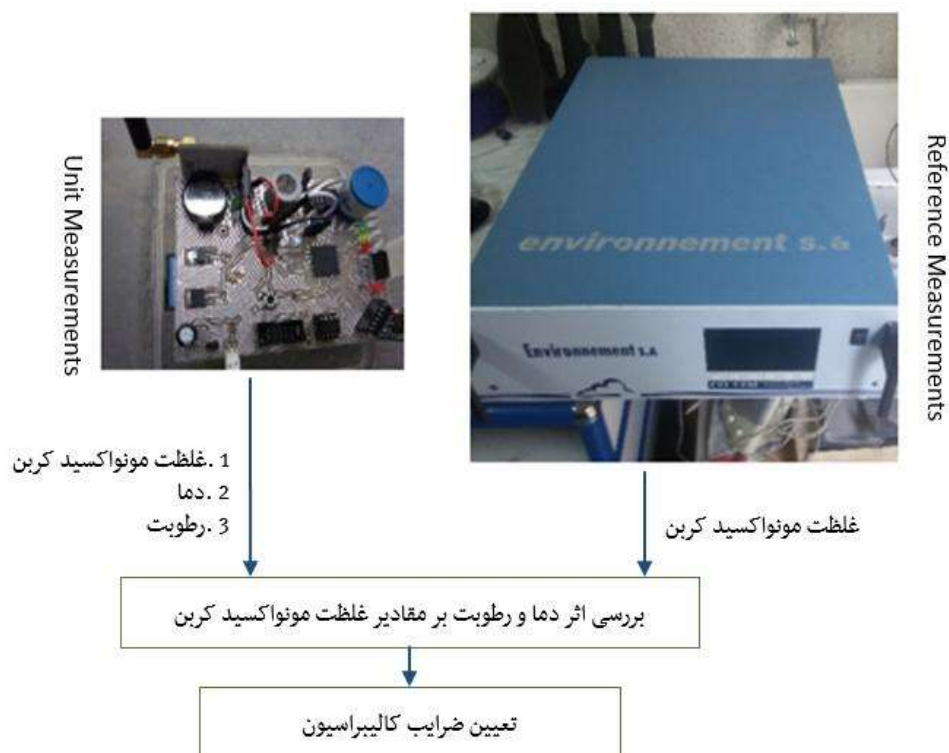 Unit Measurements
Reference Measurements
environnement s.a
Environnement S.A
1 .غلظت مونواکسید کربن
2 .دما
3 .رطوبت
غلظت مونواکسید کربن
بررسی اثر دما و رطوبت بر مقادیر غلظت مونواکسید کربن
تعیین ضرایب کالیبراسیون